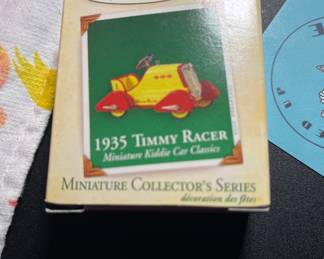 1935 TIMMY RACER
Miniature Kiddie Car Classics
MINIATURE COLLECTOR'S SERIES
décoration des fêtes